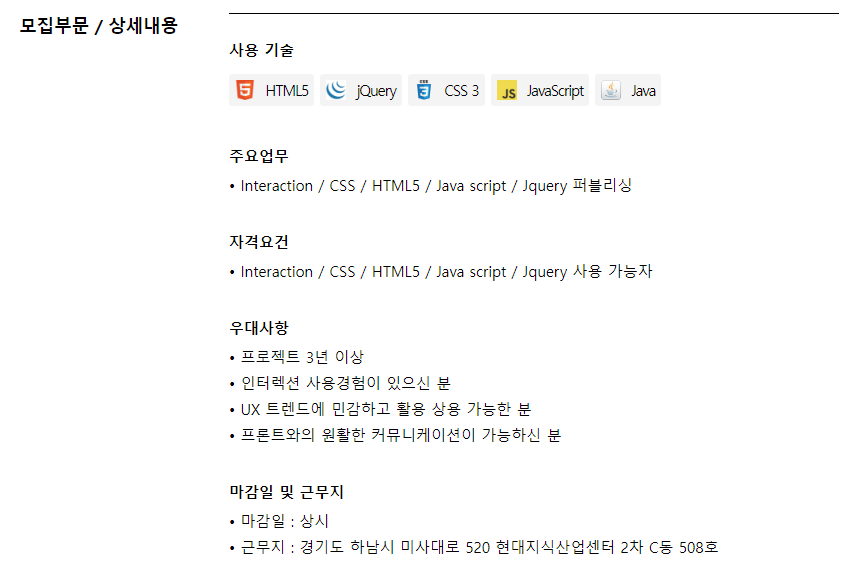 모집부문 / 상세내용
사용 기술
HTML5 jQuery CSS 3 JavaScript Java
주요업무
• Interaction / CSS / HTML5 / Java script / Jquery 퍼블리싱
자격요건
• Interaction / CSS / HTML5 / Java script / Jquery 사용 가능자
우대사항
• 프로젝트 3년 이상
• 인터렉션 사용경험이 있으신 분
• UX 트렌드에 민감하고 활용 상용 가능한 분
• 프론트와의 원활한 커뮤니케이션이 가능하신 분
마감일 및 근무지
• 마감일 : 상시
• 근무지 : 경기도 하남시 미사대로 520 현대지식산업센터 2차 C동 508호